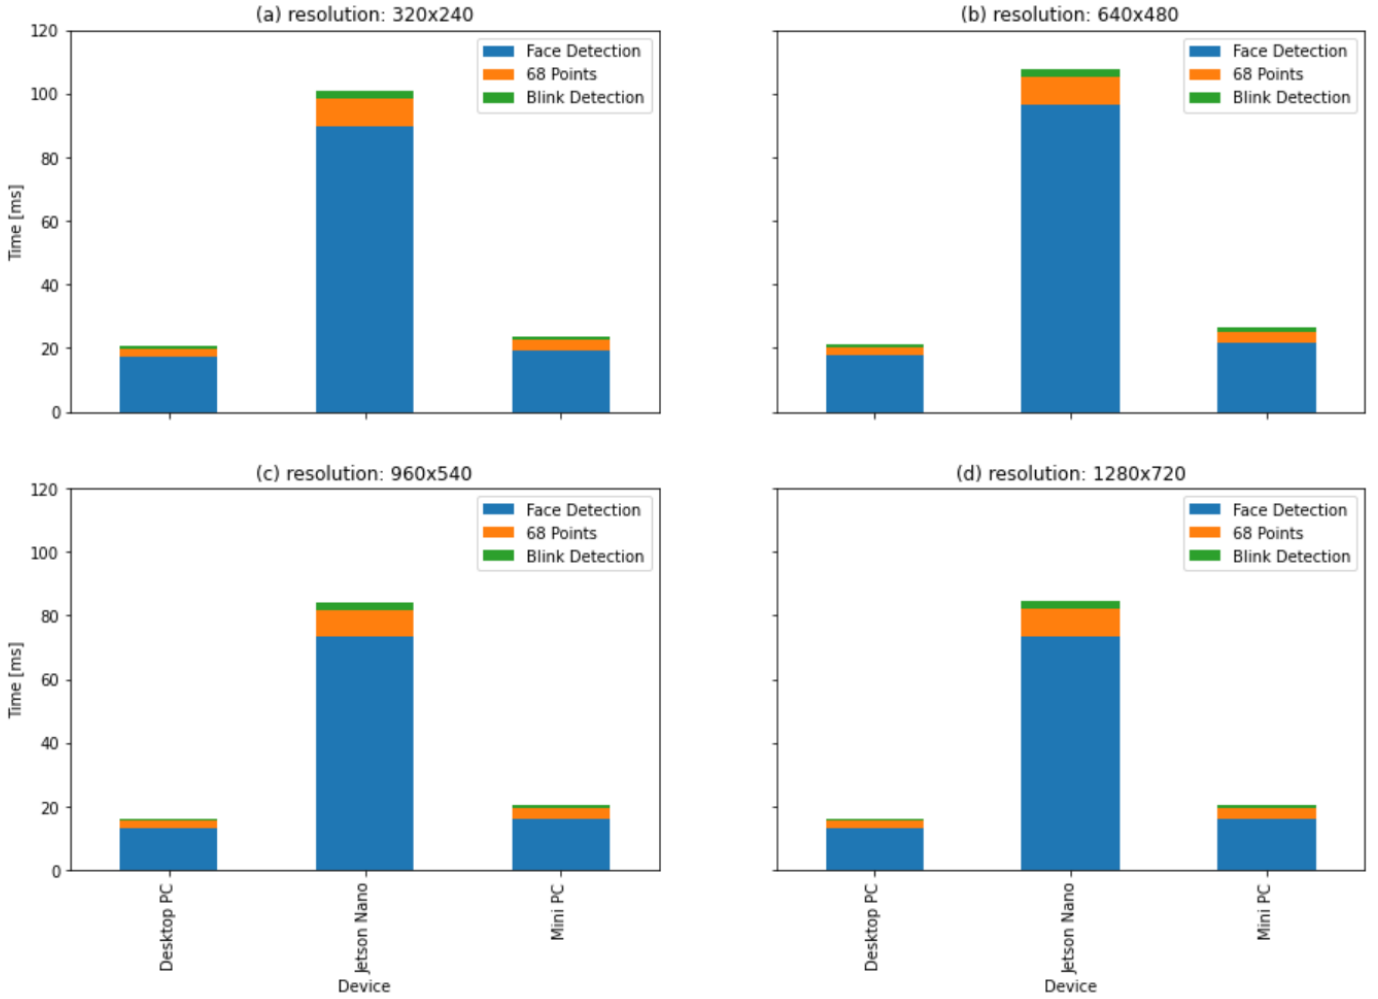 (a) resolution: 320x240
120
100
80
60
40
20
0
Time [ms]
Face Detection
68 Points
Blink Detection
(b) resolution: 640x480
Face Detection
68 Points
Blink Detection
(c) resolution: 960x540
120
100
80
60
40
20
0
Time [ms]
Face Detection
68 Points
Blink Detection
Desktop PC
Jetson Nano
Mini PC
Device
(d) resolution: 1280x720
Face Detection
68 Points
Blink Detection
Desktop PC
Jetson Nano
Mini PC
Device